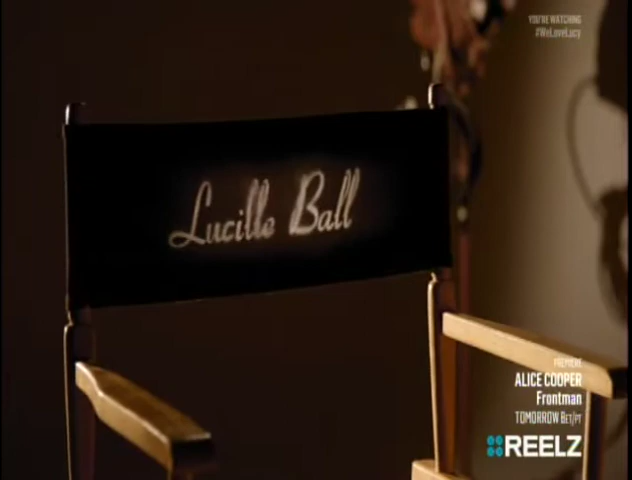 YOU'RE WATCHING
#WeLoveLucy
Lucille Ball
PREMIERE
ALICE COOPER
Frontman
TOMORROW 8ET/PT
REELZ